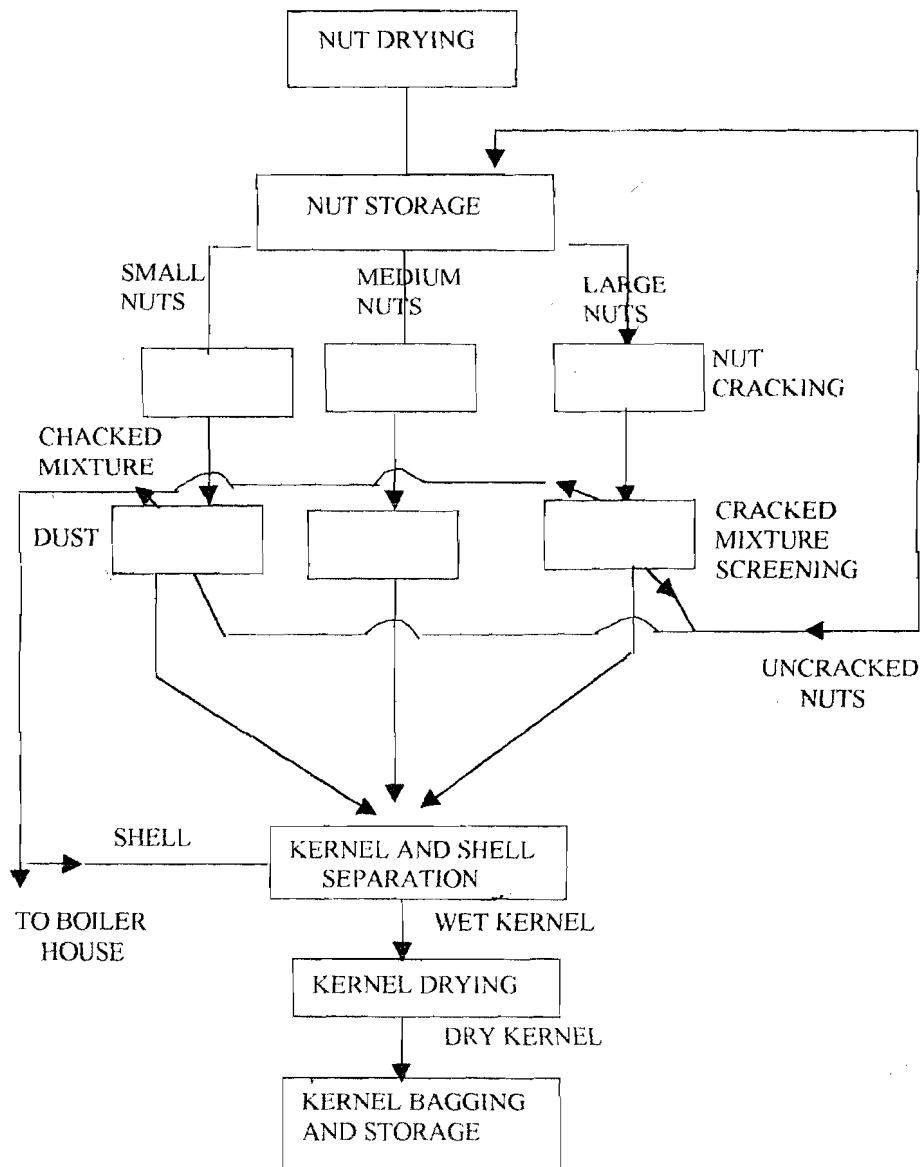 NUT DRYING
NUT STORAGE
SMALL
NUTS
MEDIUM
NUTS
LARGE
NUTS
NUT
CRACKING
CHACKED
MIXTURE
DUST
CRACKED
MIXTURE
SCREENING
UNCRACKED
NUTS
SHELL
KERNEL AND SHELL
SEPARATION
TO BOILER
HOUSE
WET KERNEL
KERNEL DRYING
DRY KERNEL
KERNEL BAGGING
AND STORAGE